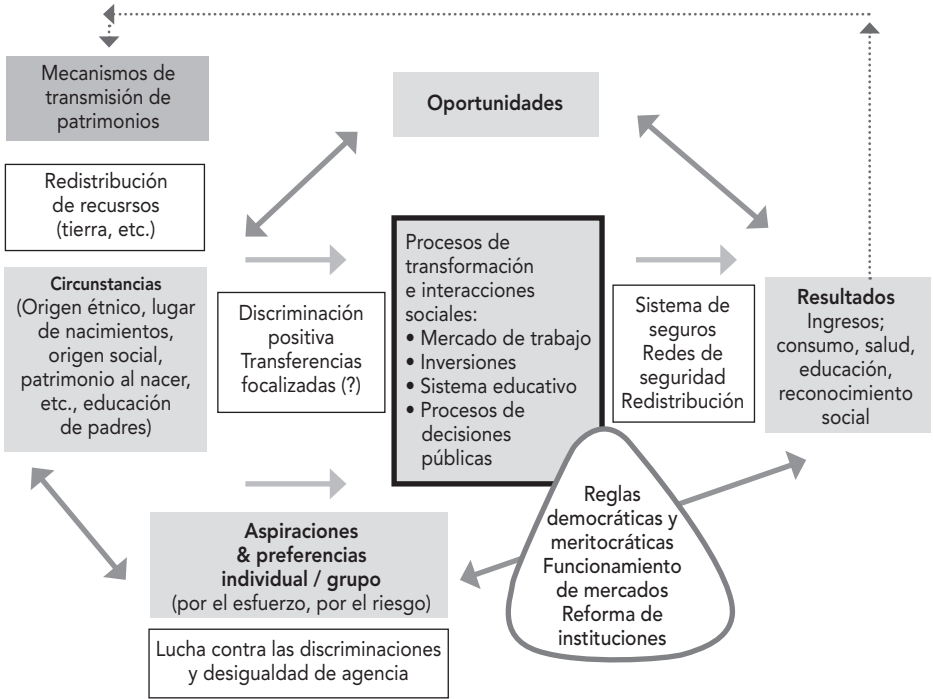 Mecanismos de
transmisión de
patrimonios
Oportunidades
Redistribución
de recusrsos
(tierra, etc.)
Circunstancias
(Origen étnico, lugar
de nacimientos,
origen social,
patrimonio al nacer,
etc., educación
de padres)
Discriminación
positiva
Transferencias
focalizadas (?)
Procesos de
transformación
e interacciones
sociales:
• Mercado de trabajo
• Inversiones
• Sistema educativo
• Procesos de
decisiones
públicas
Sistema de
seguros
Redes de
seguridad
Redistribución
Resultados
Ingresos;
consumo, salud,
educación,
reconocimiento
social
Aspiraciones
& preferencias
individual / grupo
(por el esfuerzo, por el riesgo)
Lucha contra las discriminaciones
y desigualdad de agencia
Reglas
democráticas y
meritocráticas
Funcionamiento
de mercados
Reforma de
instituciones